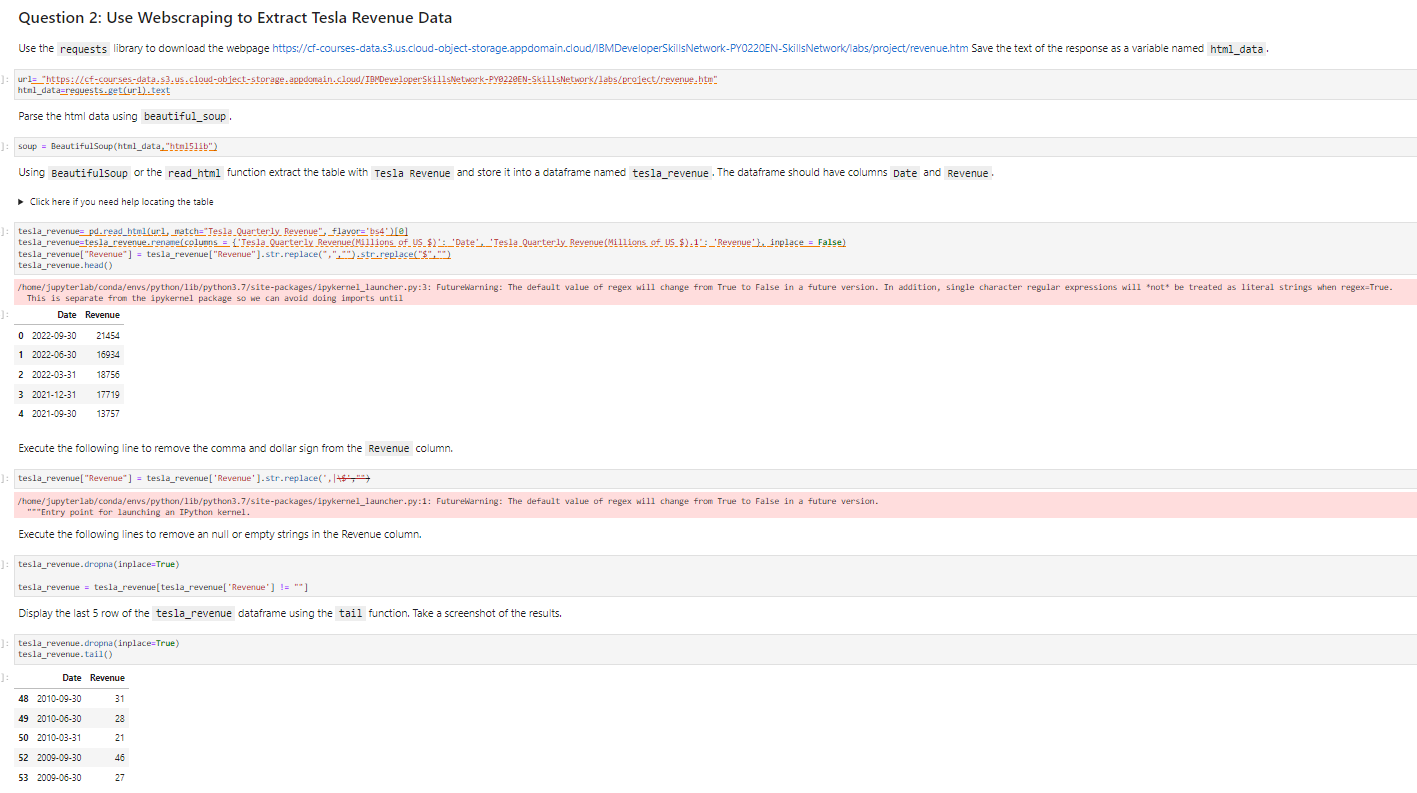 Question 2: Use Webscraping to Extract Tesla Revenue Data
Use the requests library to download the webpage https://cf-courses-data.s3.us.cloud-object-storage.appdomain.cloud/IBMDeveloperSkillsNetwork-PY0220EN-SkillsNetwork/labs/project/revenue.htm Save the text of the response as a variable named html_data.
]: url= "https://cf-courses-data.s3.us.cloud-object-storage.appdomain.cloud/IBMDeveloperSkillsNetwork-PY0220EN-SkillsNetwork/labs/project/revenue.htm"
html_data=requests.get(url).text
Parse the html data using beautiful_soup.
]: soup = BeautifulSoup(html_data,"html5lib")
Using BeautifulSoup or the read_html function extract the table with Tesla Revenue and store it into a dataframe named tesla_revenue. The dataframe should have columns Date and Revenue.
▶ Click here if you need help locating the table
]: tesla_revenue= pd.read_html(url, match="Tesla Quarterly Revenue", flavor='bs4')[0]
tesla_revenue=tesla_revenue.rename(columns = {'Tesla Quarterly Revenue(Millions of US $)': 'Date', 'Tesla Quarterly Revenue(Millions of US $).1': 'Revenue'}, inplace = False)
tesla_revenue["Revenue"] = tesla_revenue["Revenue"].str.replace(",","").str.replace("$","")
tesla_revenue.head()
/home/jupyterlab/conda/envs/python/lib/python3.7/site-packages/ipykernel_launcher.py:3: FutureWarning: The default value of regex will change from True to False in a future version. In addition, single character regular expressions will *not* be treated as literal strings when regex=True.
This is separate from the ipykernel package so we can avoid doing imports until
]: Date Revenue
0 2022-09-30 21454
1 2022-06-30 16934
2 2022-03-31 18756
3 2021-12-31 17719
4 2021-09-30 13757
Execute the following line to remove the comma and dollar sign from the Revenue column.
]: tesla_revenue["Revenue"] = tesla_revenue['Revenue'].str.replace(',|\$',"")
/home/jupyterlab/conda/envs/python/lib/python3.7/site-packages/ipykernel_launcher.py:1: FutureWarning: The default value of regex will change from True to False in a future version.
"""Entry point for launching an IPython kernel.
Execute the following lines to remove an null or empty strings in the Revenue column.
]: tesla_revenue.dropna(inplace=True)
tesla_revenue = tesla_revenue[tesla_revenue['Revenue'] != ""]
Display the last 5 row of the tesla_revenue dataframe using the tail function. Take a screenshot of the results.
]: tesla_revenue.dropna(inplace=True)
tesla_revenue.tail()
]: Date Revenue
48 2010-09-30 31
49 2010-06-30 28
50 2010-03-31 21
52 2009-09-30 46
53 2009-06-30 27